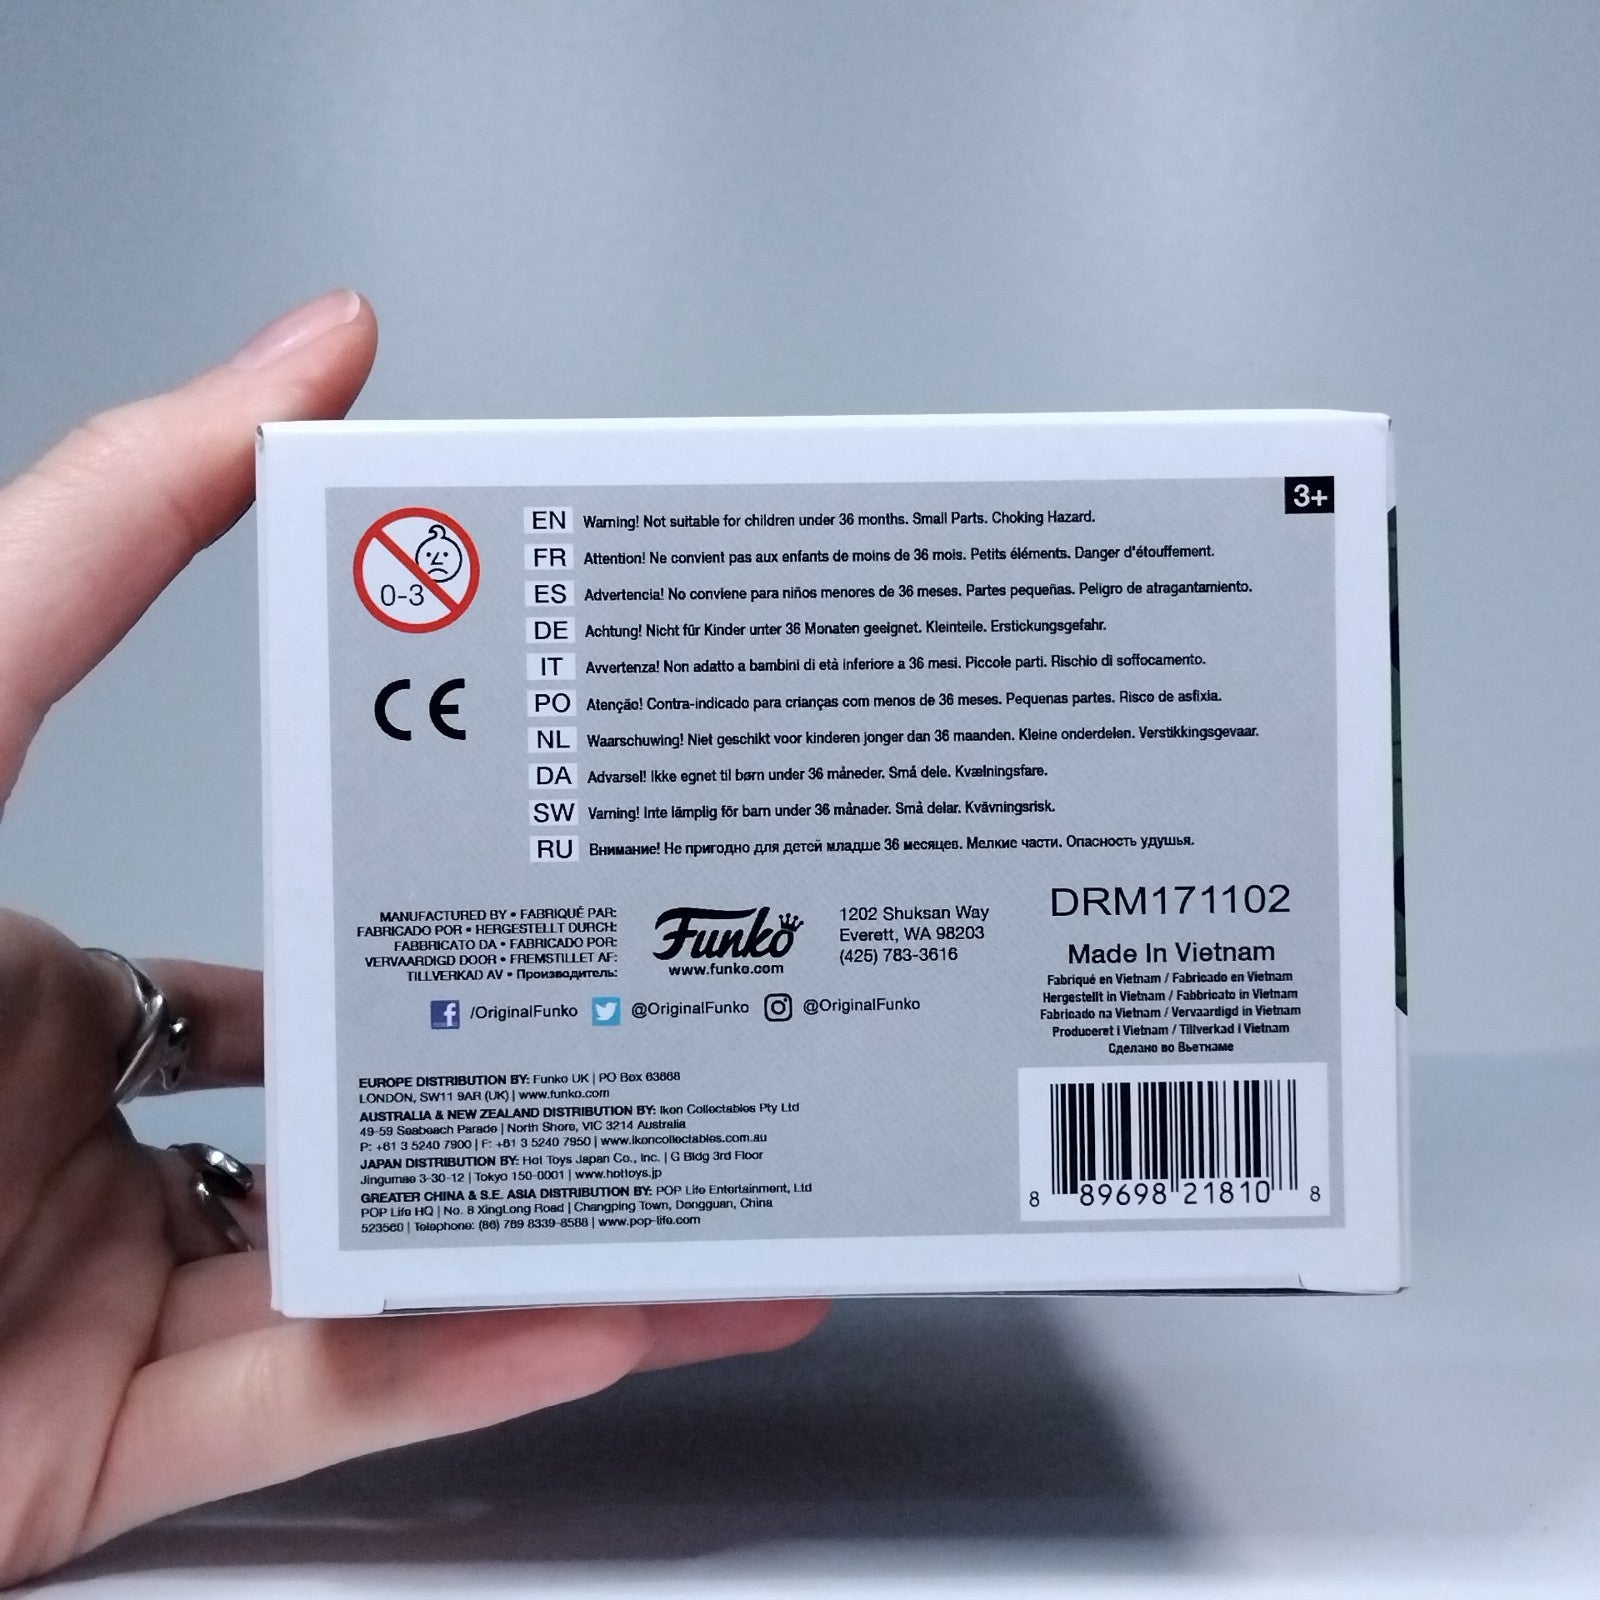 3+
0-3
CE
EN Warning! Not suitable for children under 36 months. Small Parts. Choking Hazard.
FR Attention! Ne convient pas aux enfants de moins de 36 mois. Petits éléments. Danger d'étouffement.
ES Advertencia! No conviene para niños menores de 36 meses. Partes pequeñas. Peligro de atragantamiento.
DE Achtung! Nicht für Kinder unter 36 Monaten geeignet. Kleinteile. Erstickungsgefahr.
IT Avvertenza! Non adatto a bambini di età inferiore a 36 mesi. Piccole parti. Rischio di soffocamento.
PO Atenção! Contra-indicado para crianças com menos de 36 meses. Pequenas partes. Risco de asfixia.
NL Waarschuwing! Niet geschikt voor kinderen jonger dan 36 maanden. Kleine onderdelen. Verstikkingsgevaar.
DA Advarsel! Ikke egnet til børn under 36 måneder. Små dele. Kvælningsfare.
SW Varning! Inte lämplig för barn under 36 månader. Små delar. Kvävningsrisk.
RU Внимание! Не пригодно для детей младше 36 месяцев. Мелкие части. Опасность удушья.
MANUFACTURED BY • FABRIQUÉ PAR:
FABRICADO POR • HERGESTELLT DURCH:
FABBRICATO DA • FABRICADO POR:
VERVAARDIGD DOOR • FREMSTILLET AF:
TILLVERKAD AV • Производитель:
Funko
www.funko.com
1202 Shuksan Way
Everett, WA 98203
(425) 783-3616
/OriginalFunko @OriginalFunko @OriginalFunko
DRM171102
Made In Vietnam
Fabriqué en Vietnam / Fabricado en Vietnam
Hergestellt in Vietnam / Fabbricato in Vietnam
Fabricado na Vietnam / Vervaardigd in Vietnam
Produceret i Vietnam / Tillverkad i Vietnam
Сделано во Вьетнаме
EUROPE DISTRIBUTION BY: Funko UK | PO Box 63868
LONDON, SW11 9AR (UK) | www.funko.com
AUSTRALIA & NEW ZEALAND DISTRIBUTION BY: Ikon Collectables Pty Ltd
49-59 Seabeach Parade | North Shore, VIC 3214 Australia
P: +61 3 5240 7900 | F: +61 3 5240 7950 | www.ikoncollectables.com.au
JAPAN DISTRIBUTION BY: Hot Toys Japan Co., Inc. | G Bldg 3rd Floor
Jingumae 3-30-12 | Tokyo 150-0001 | www.hottoys.jp
GREATER CHINA & S.E. ASIA DISTRIBUTION BY: POP Life Entertainment, Ltd
POP Life HQ | No. 8 XingLong Road | Changping Town, Dongguan, China
523560 | Telephone: (86) 769 8339-8588 | www.pop-life.com
8 89698 21810 8